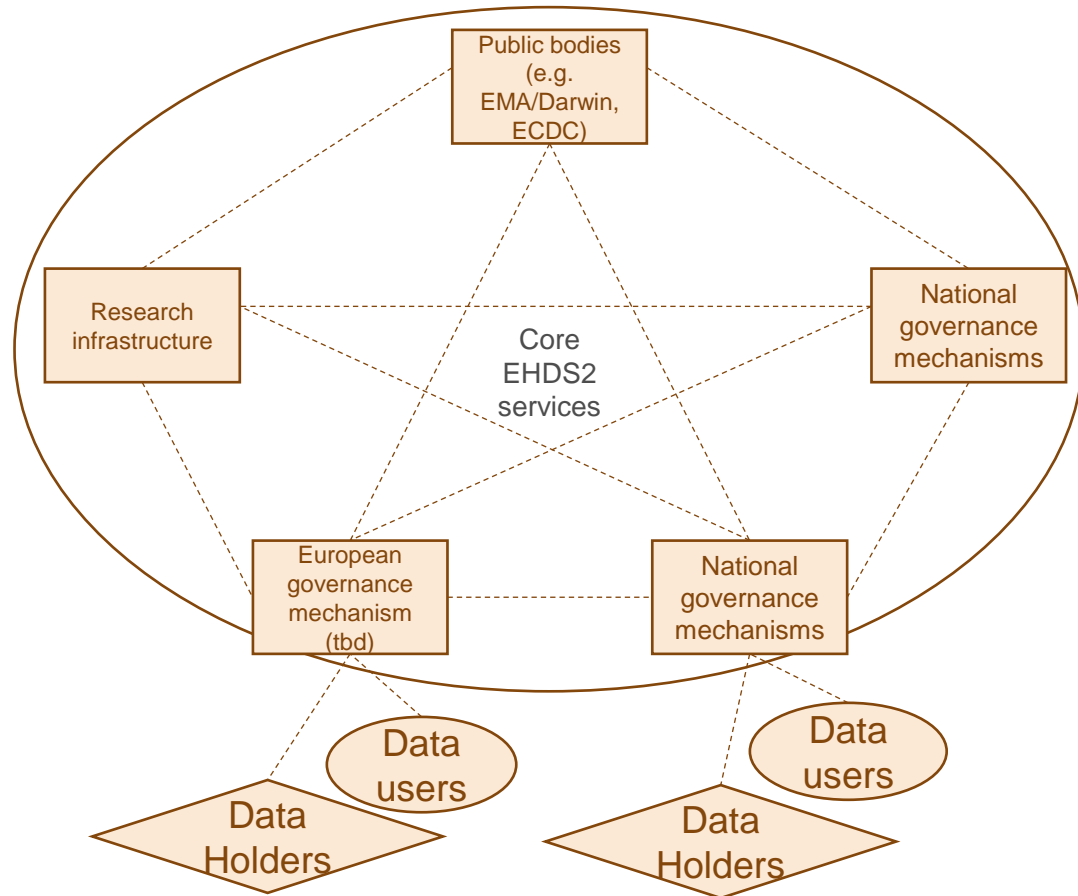 Public bodies
(e.g.
EMA/Darwin,
ECDC)
Research
infrastructure
National
governance
mechanisms
Core
EHDS2
services
European
governance
mechanism
(tbd)
National
governance
mechanisms
Data
users
Data
Holders
Data
users
Data
Holders